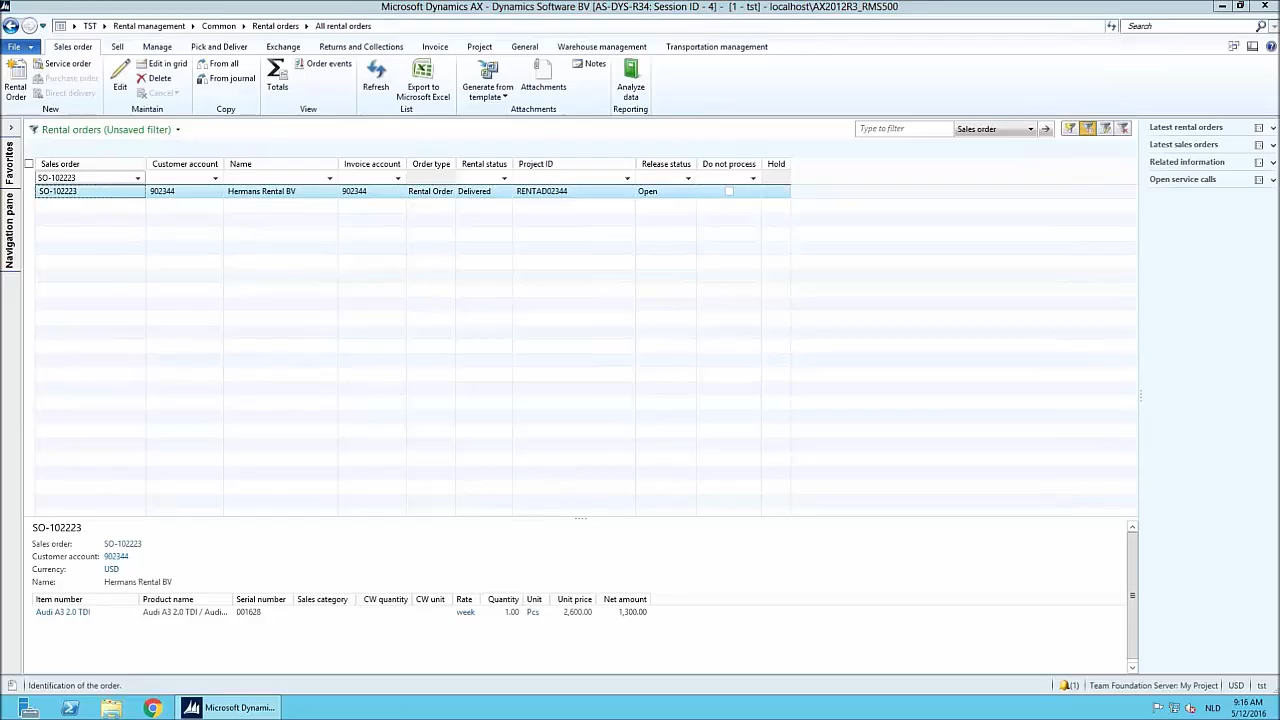 Microsoft Dynamics AX - Dynamics Software BV [AS-DYS-R34: Session ID - 4] - [1 - tst] - localhost\AX2012R3_RMS500
TST Rental management Common Rental orders All rental orders Search
File Sales order Sell Manage Pick and Deliver Exchange Returns and Collections Invoice Project General Warehouse management Transportation management
Service order Edit in grid From all Order events Notes
Purchase order Delete From journal
Direct delivery Cancel
Rental Order Edit Totals Refresh Export to Microsoft Excel Generate from template Attachments Analyze data
New Maintain Copy View List Attachments Reporting
Rental orders (Unsaved filter) Type to filter Sales order
Sales order Customer account Name Invoice account Order type Rental status Project ID Release status Do not process Hold
SO-102223
SO-102223 902344 Hermans Rental BV 902344 Rental Order Delivered RENTAD02344 Open
Latest rental orders
Latest sales orders
Related information
Open service calls
Favorites
Navigation pane
SO-102223
Sales order: SO-102223
Customer account: 902344
Currency: USD
Name: Hermans Rental BV
Item number Product name Serial number Sales category CW quantity CW unit Rate Quantity Unit Unit price Net amount
Audi A3 2.0 TDI Audi A3 2.0 TDI / Audi... 001628 week 1.00 Pcs 2,600.00 1,300.00
Identification of the order. (1) Team Foundation Server: My Project USD tst
Microsoft Dynami... NLD 9:16 AM
5/12/2016